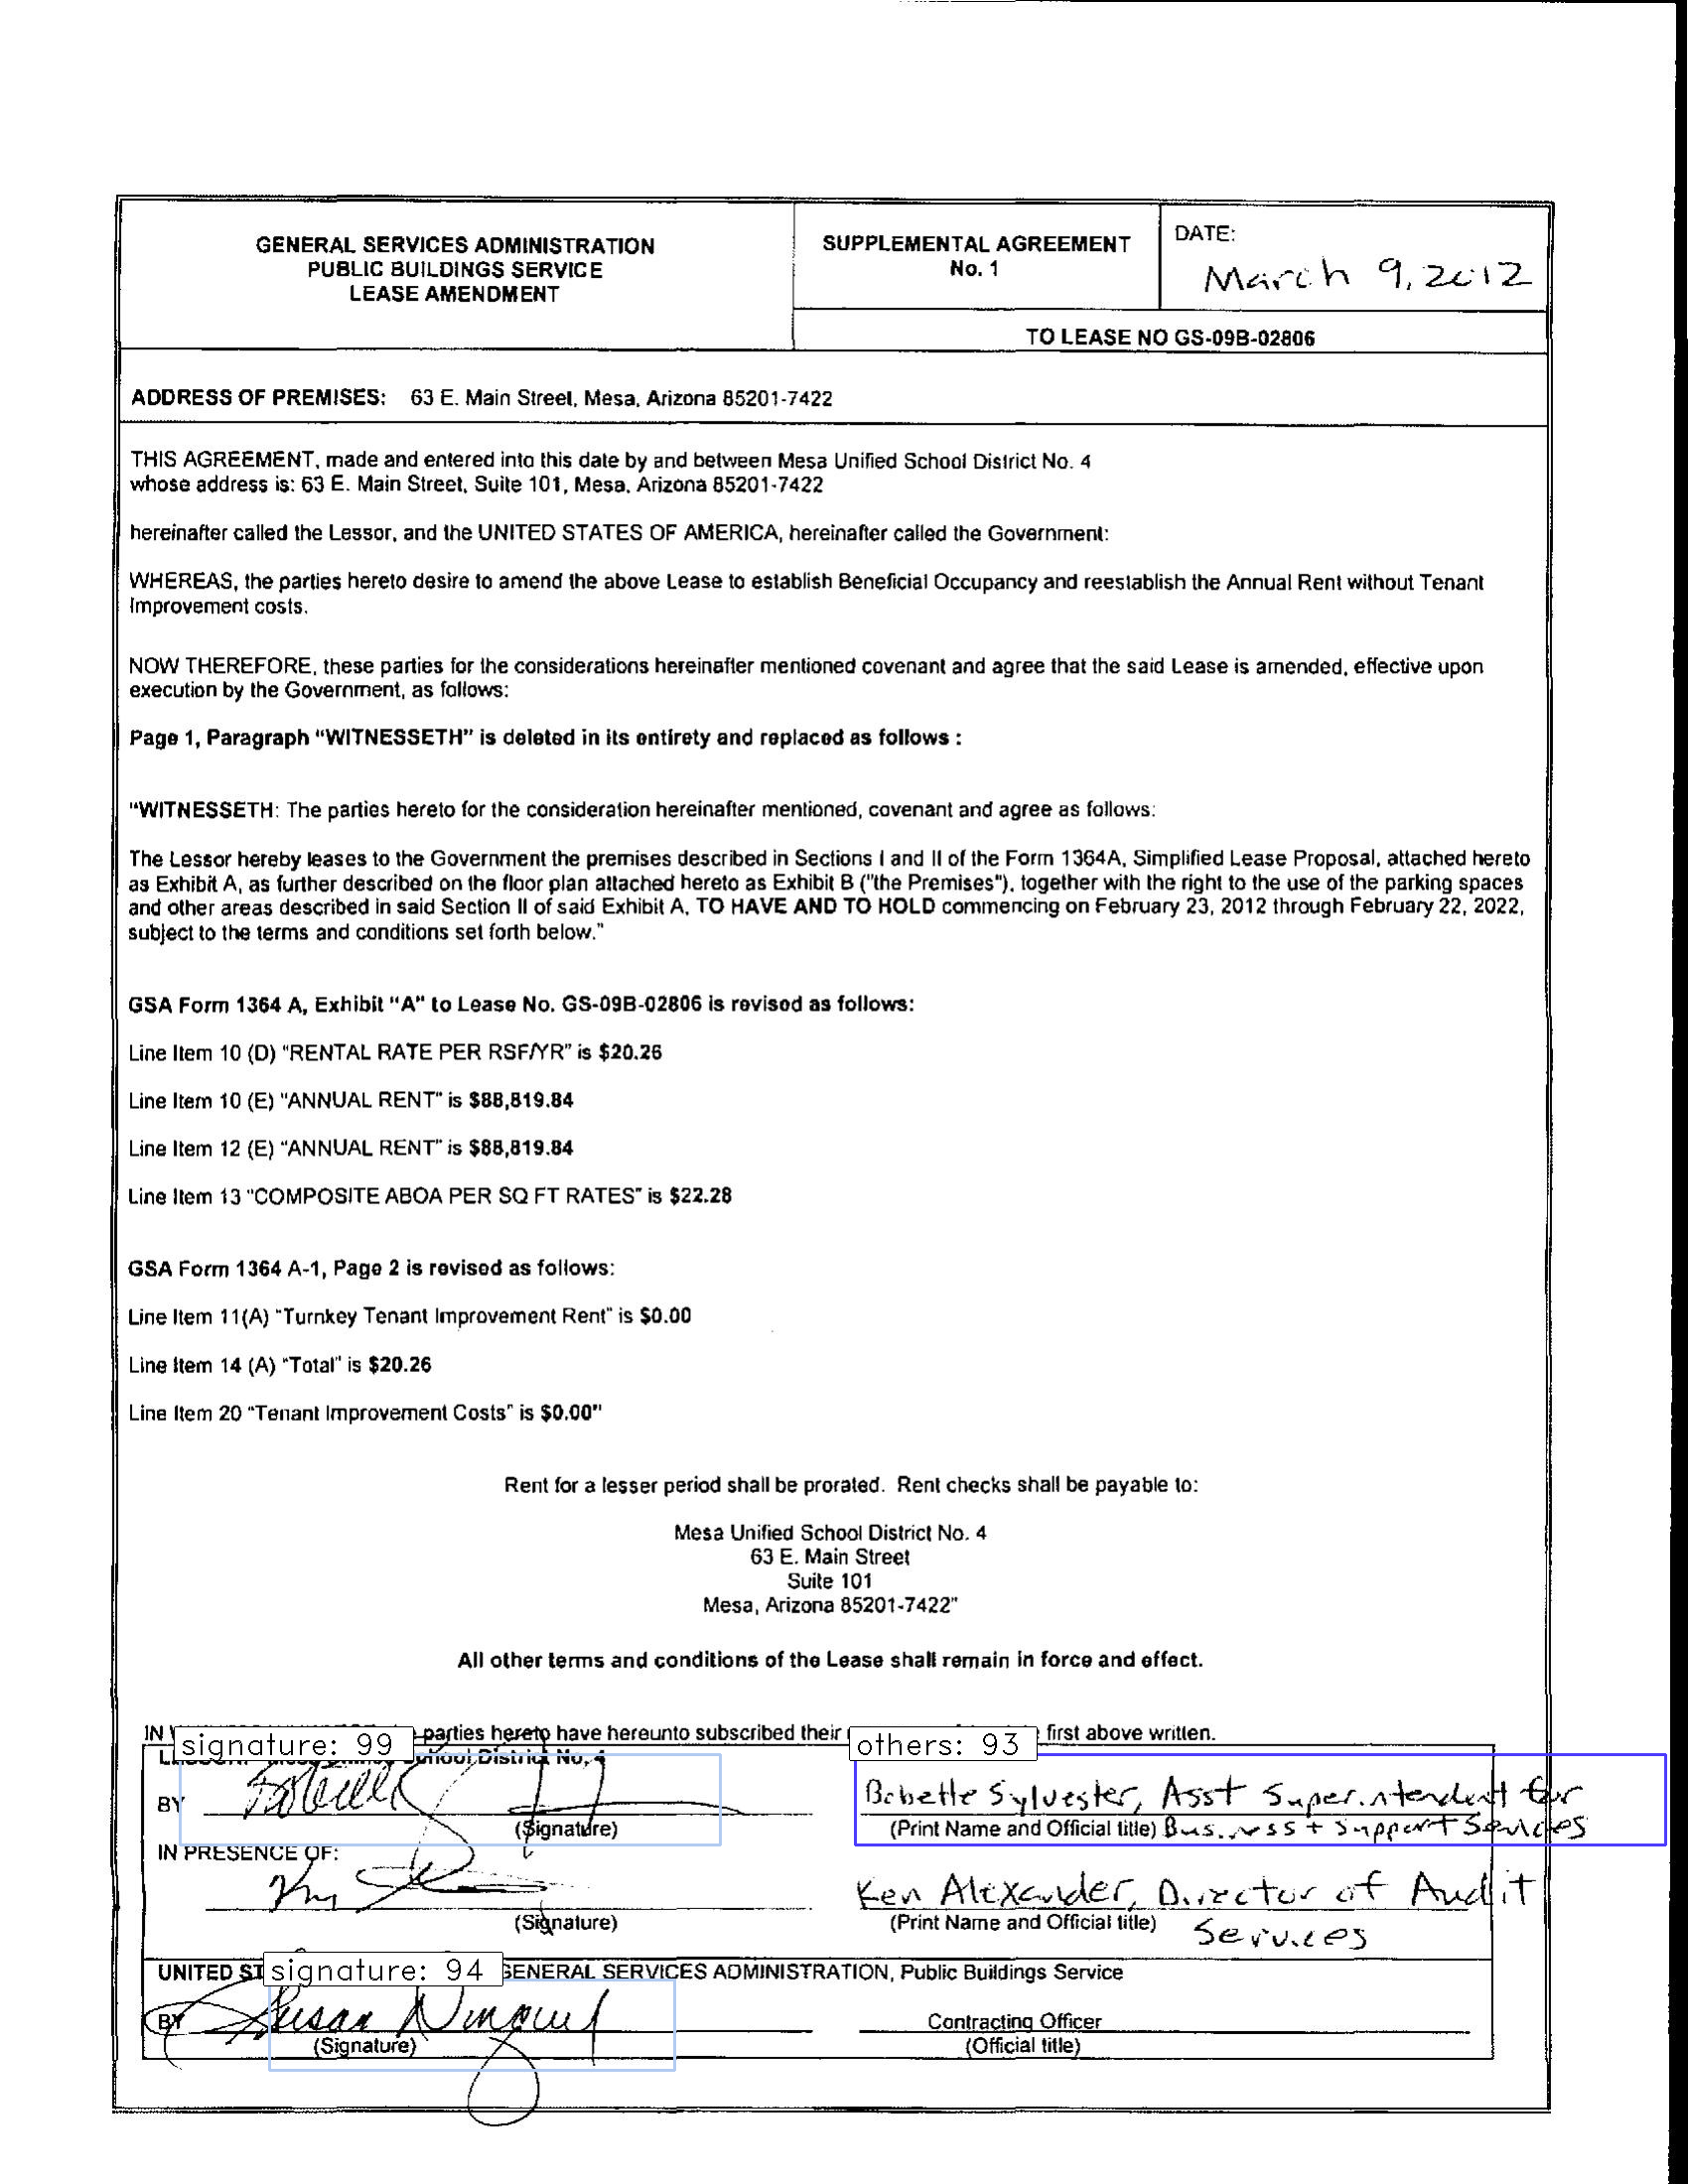 GENERAL SERVICES ADMINISTRATION
PUBLIC BUILDINGS SERVICE
LEASE AMENDMENT
SUPPLEMENTAL AGREEMENT
No. 1
DATE:
March 9, 2012
TO LEASE NO GS-09B-02806
ADDRESS OF PREMISES: 63 E. Main Street, Mesa, Arizona 85201-7422
THIS AGREEMENT, made and entered into this date by and between Mesa Unified School District No. 4
whose address is: 63 E. Main Street, Suite 101, Mesa, Arizona 85201-7422
hereinafter called the Lessor, and the UNITED STATES OF AMERICA, hereinafter called the Government:
WHEREAS, the parties hereto desire to amend the above Lease to establish Beneficial Occupancy and reestablish the Annual Rent without Tenant
Improvement costs.
NOW THEREFORE, these parties for the considerations hereinafter mentioned covenant and agree that the said Lease is amended, effective upon
execution by the Government, as follows:
Page 1, Paragraph "WITNESSETH" is deleted in its entirety and replaced as follows :
"WITNESSETH: The parties hereto for the consideration hereinafter mentioned, covenant and agree as follows:
The Lessor hereby leases to the Government the premises described in Sections I and II of the Form 1364A, Simplified Lease Proposal, attached hereto
as Exhibit A, as further described on the floor plan attached hereto as Exhibit B ("the Premises"), together with the right to the use of the parking spaces
and other areas described in said Section II of said Exhibit A, TO HAVE AND TO HOLD commencing on February 23, 2012 through February 22, 2022,
subject to the terms and conditions set forth below."
GSA Form 1364 A, Exhibit "A" to Lease No. GS-09B-02806 is revised as follows:
Line Item 10 (D) "RENTAL RATE PER RSF/YR" is $20.26
Line Item 10 (E) "ANNUAL RENT" is $88,819.84
Line Item 12 (E) "ANNUAL RENT" is $88,819.84
Line Item 13 "COMPOSITE ABOA PER SQ FT RATES" is $22.28
GSA Form 1364 A-1, Page 2 is revised as follows:
Line Item 11(A) "Turnkey Tenant Improvement Rent" is $0.00
Line Item 14 (A) "Total" is $20.26
Line Item 20 "Tenant Improvement Costs" is $0.00"
Rent for a lesser period shall be prorated. Rent checks shall be payable to:
Mesa Unified School District No. 4
63 E. Main Street
Suite 101
Mesa, Arizona 85201-7422"
All other terms and conditions of the Lease shall remain in force and effect.
IN parties hereto have hereunto subscribed their first above written.
signature: 99
others: 93
District No. 4
BY
(Signature)
Babette Sylvester, Asst Superintendent for
(Print Name and Official title) Business + Support Services
IN PRESENCE OF:
(Signature)
Ken Alexander, Director of Audit
(Print Name and Official title) Services
UNITED GENERAL SERVICES ADMINISTRATION, Public Buildings Service
signature: 94
BY Susan
(Signature)
Contracting Officer
(Official title)